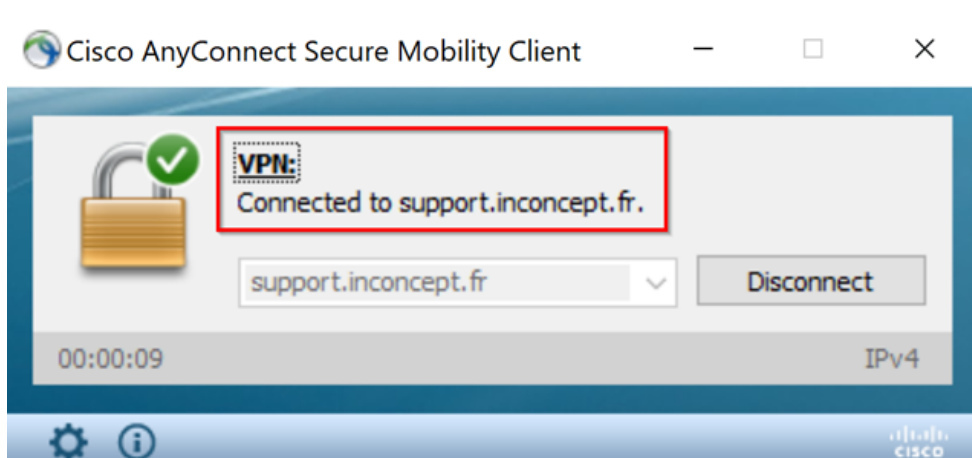 Cisco AnyConnect Secure Mobility Client
VPN:
Connected to support.inconcept.fr.
support.inconcept.fr
Disconnect
00:00:09
IPv4
CISCO